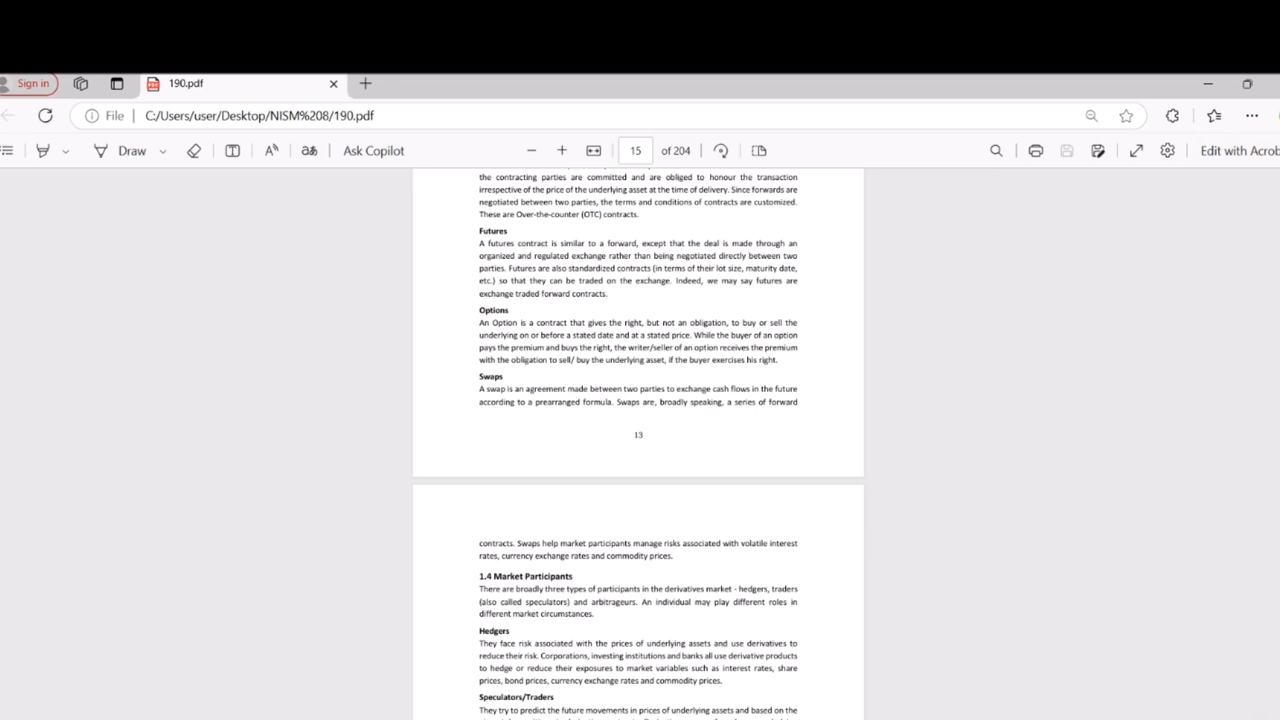 Sign in
190.pdf
File
C:/Users/user/Desktop/NISM%208/190.pdf
Draw
Ask Copilot
15 of 204
Edit with Acrob
the contracting parties are committed and are obliged to honour the transaction
irrespective of the price of the underlying asset at the time of delivery. Since forwards are
negotiated between two parties, the terms and conditions of contracts are customized.
These are Over-the-counter (OTC) contracts.
Futures
A futures contract is similar to a forward, except that the deal is made through an
organized and regulated exchange rather than being negotiated directly between two
parties. Futures are also standardized contracts (in terms of their lot size, maturity date,
etc.) so that they can be traded on the exchange. Indeed, we may say futures are
exchange traded forward contracts.
Options
An Option is a contract that gives the right, but not an obligation, to buy or sell the
underlying on or before a stated date and at a stated price. While the buyer of an option
pays the premium and buys the right, the writer/seller of an option receives the premium
with the obligation to sell/ buy the underlying asset, if the buyer exercises his right.
Swaps
A swap is an agreement made between two parties to exchange cash flows in the future
according to a prearranged formula. Swaps are, broadly speaking, a series of forward
13
contracts. Swaps help market participants manage risks associated with volatile interest
rates, currency exchange rates and commodity prices.
1.4 Market Participants
There are broadly three types of participants in the derivatives market - hedgers, traders
(also called speculators) and arbitrageurs. An individual may play different roles in
different market circumstances.
Hedgers
They face risk associated with the prices of underlying assets and use derivatives to
reduce their risk. Corporations, investing institutions and banks all use derivative products
to hedge or reduce their exposures to market variables such as interest rates, share
prices, bond prices, currency exchange rates and commodity prices.
Speculators/Traders
They try to predict the future movements in prices of underlying assets and based on the